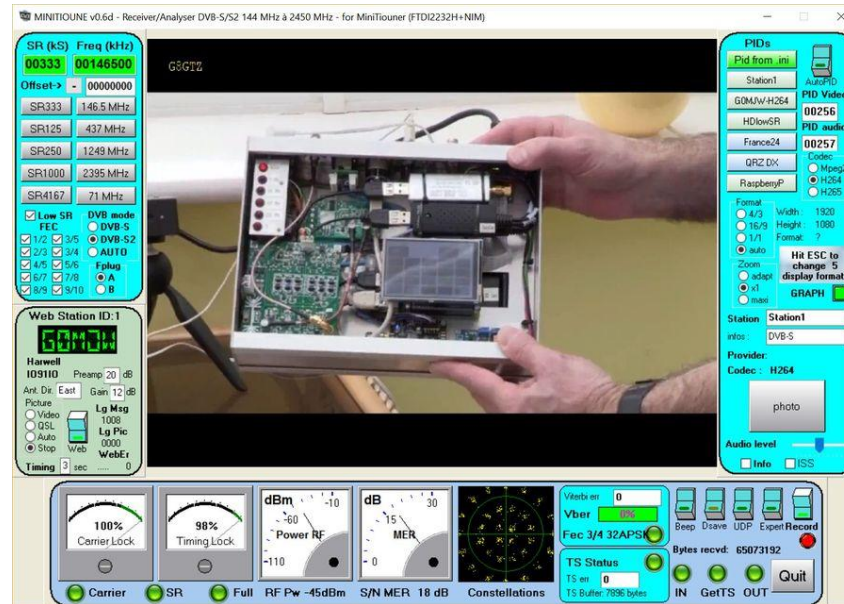 MINITIOUNE v0.6d - Receiver/Analyser DVB-S/S2 144 MHz à 2450 MHz - for MiniTiouner (FTDI2232H+NIM)
SR (kS) Freq (kHz)
00333 00146500
Offset-> - 00000000
SR333 146.5 MHz
SR125 437 MHz
SR250 1249 MHz
SR1000 2395 MHz
SR4167 71 MHz
Low SR
FEC
1/2 3/5
2/3 3/4
4/5 5/6
6/7 7/8
8/9 9/10
DVB mode
DVB-S
DVB-S2
AUTO
Fplug
A
B
Web Station ID:1
G0MJW
Harwell
IO91IO Preamp 20 dB
Ant. Dir. East Gain 12 dB
Picture
Video
QSL
Auto
Stop
Web
Lg Msg
1008
Lg Pic
0000
WebEr
Timing 3 sec ..... 0
G8GTZ
PIDs
Pid from .ini
Station1
G0MJW-H264
HDlowSR
France24
QRZ DX
RaspberryP
AutoPID
PID Video
00256
PID audio
00257
Codec
Mpeg2
H264
H265
Format
4/3
16/9
1/1
auto
Width : 1920
Height : 1080
Format: ?
Zoom
adapt
x1
maxi
Hit ESC to
change 5
display format
GRAPH
Station Station1
infos : DVB-S
Provider:
Codec : H264
photo
Audio level
Info ISS
100%
Carrier Lock
98%
Timing Lock
dBm
-10
-60
Power RF
-110
dB
30
15
MER
0
Carrier SR Full RF Pw -45dBm S/N MER 18 dB Constellations
Viterbi err 0
Vber 0%
Fec 3/4 32APSK
TS Status
TS err 0
TS Buffer: 7896 bytes
Beep Dsave UDP Expert Record
Bytes recvd: 65073192
IN GetTS OUT Quit